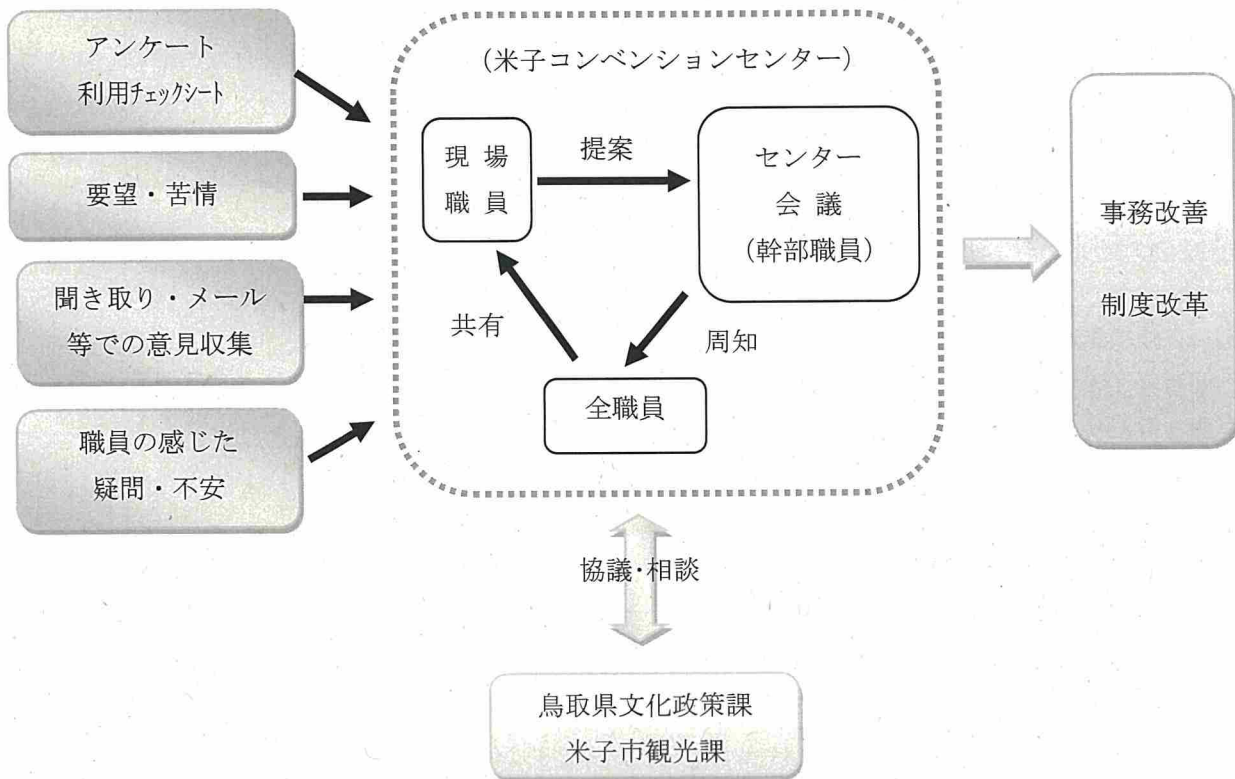 アンケート
利用チェックシート
要望・苦情
聞き取り・メール
等での意見収集
職員の感じた
疑問・不安
(米子コンベンションセンター)
現場
職員
提案
センター
会議
(幹部職員)
共有
周知
全職員
事務改善
制度改革
協議・相談
鳥取県文化政策課
米子市観光課